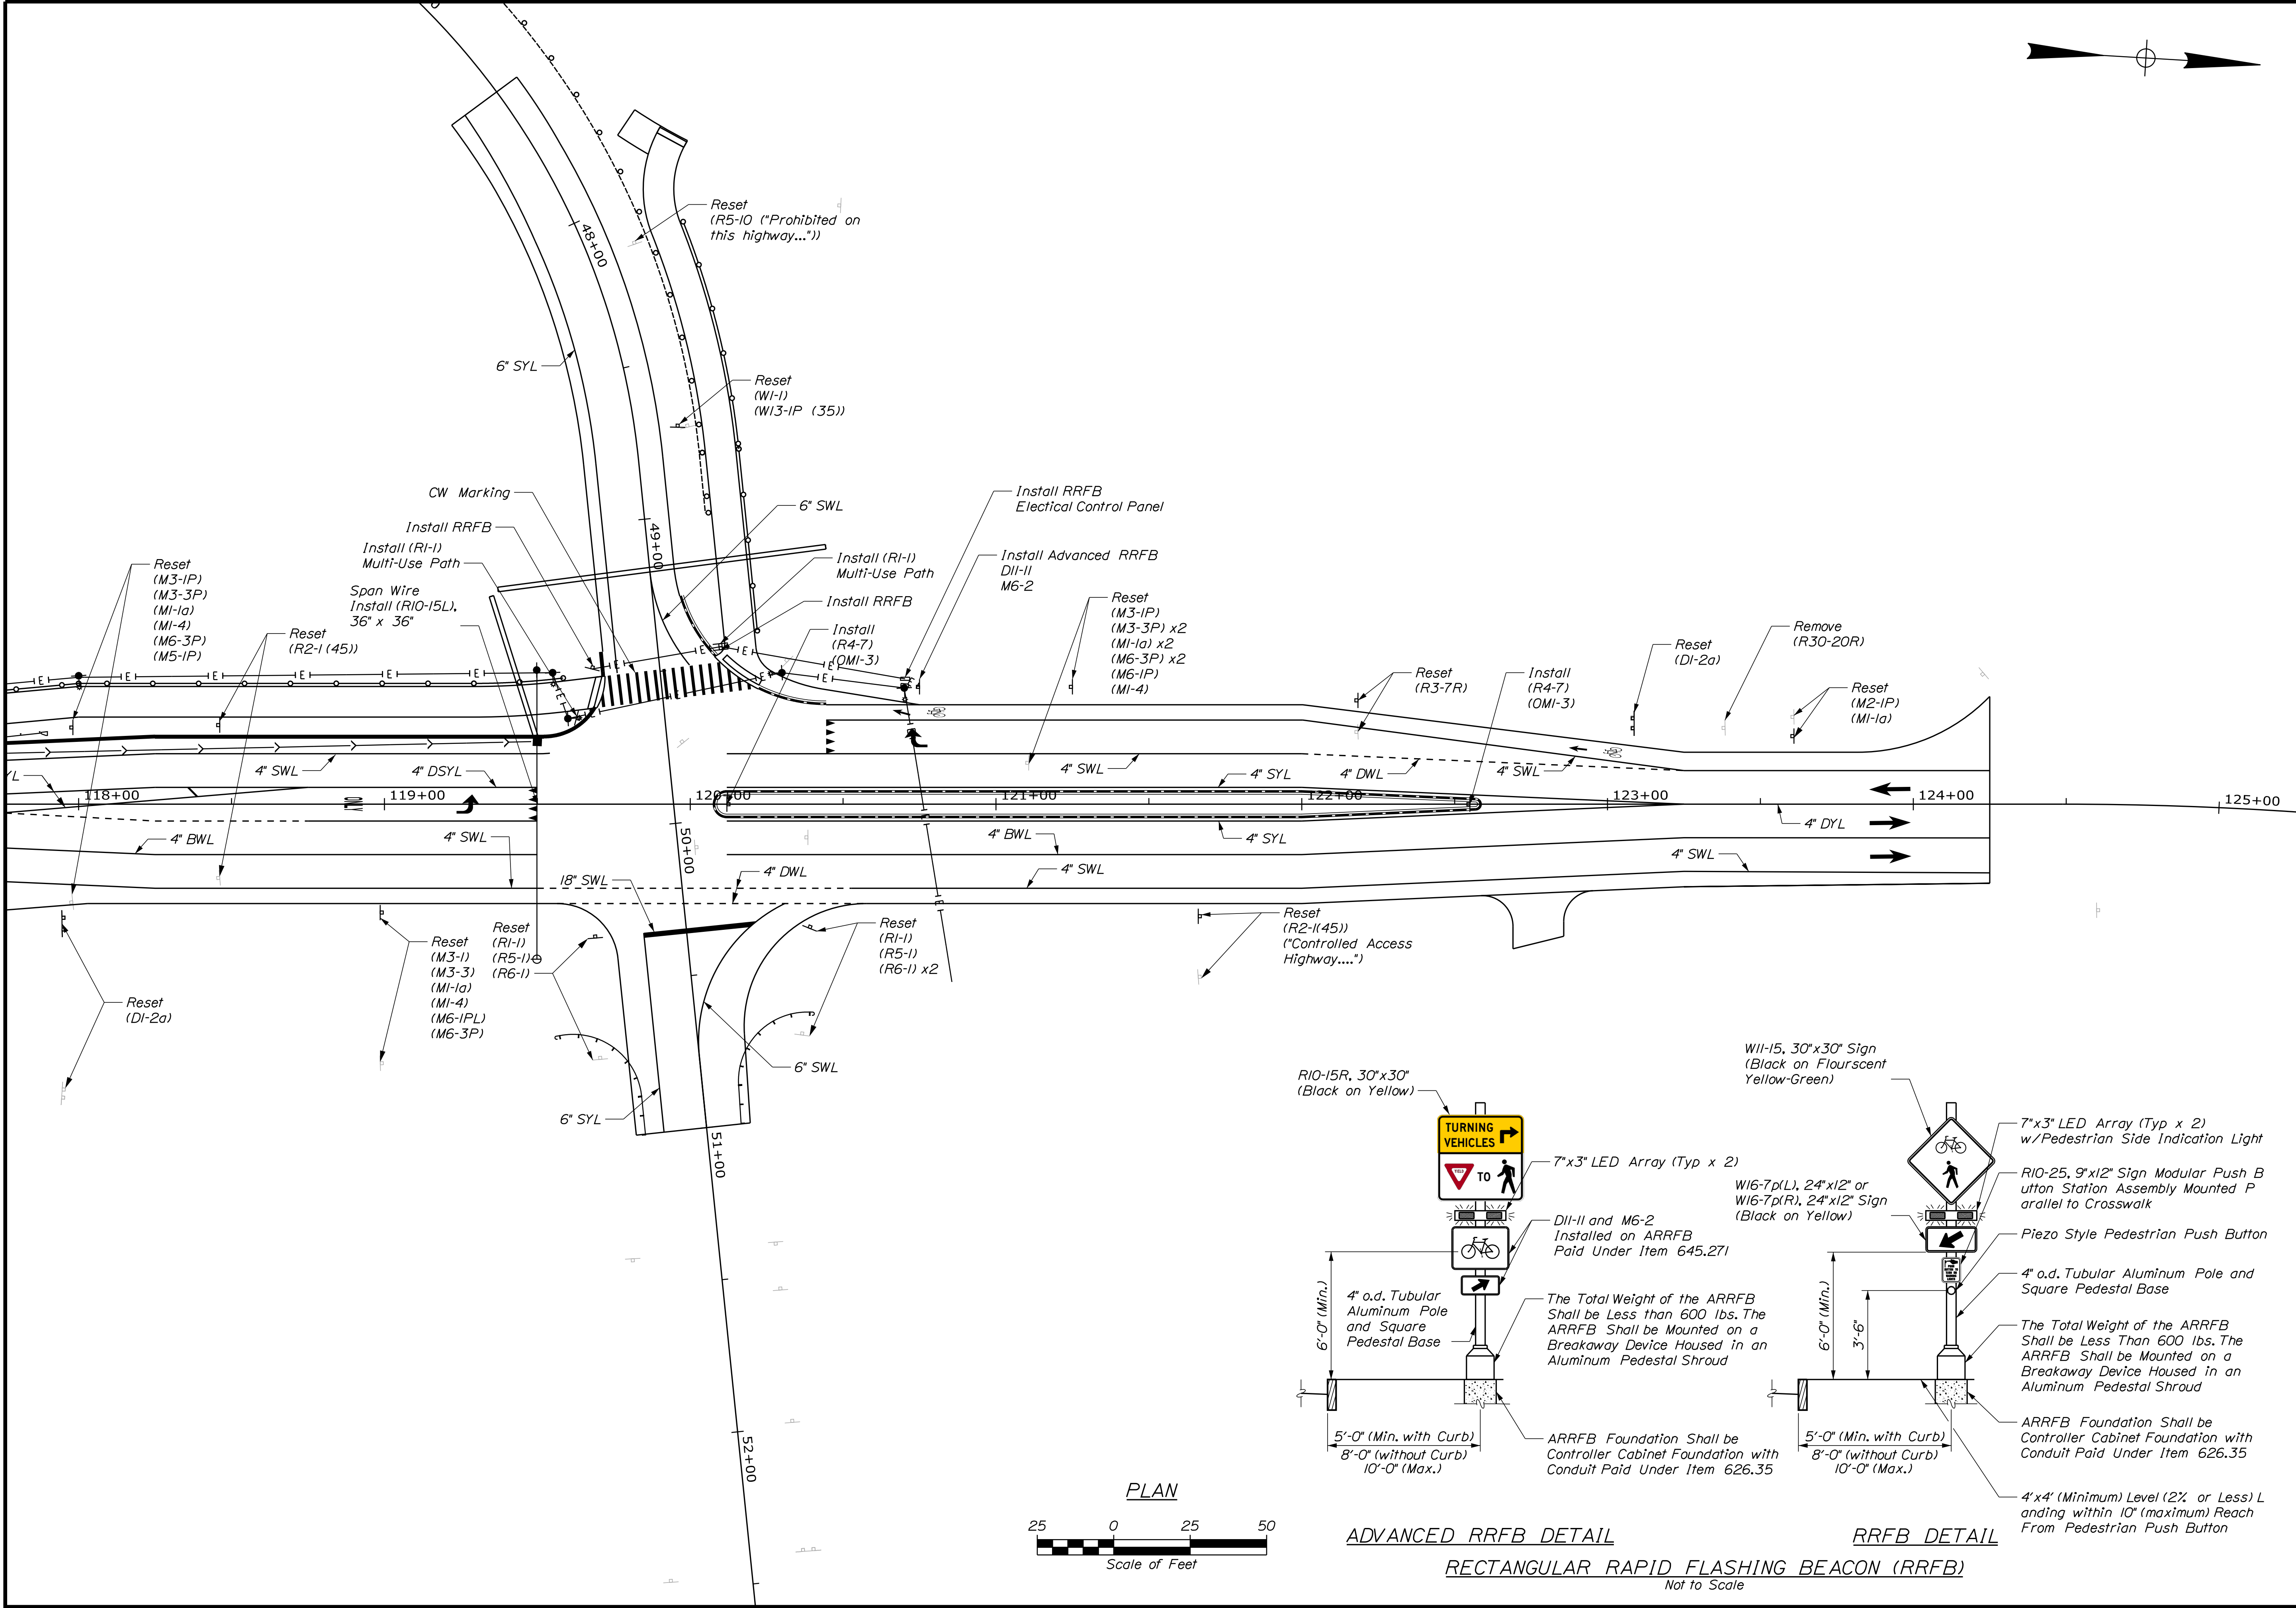 48+00
Reset
(R5-10 ("Prohibited on
this highway..."))
6" SYL
Reset
(W1-1)
(W13-1P (35))
CW Marking
Install RRFB
Install (R1-1)
Multi-Use Path
Span Wire
Install (R10-15L),
36" x 36"
49+00
6" SWL
Install RRFB
Electical Control Panel
Install (R1-1)
Multi-Use Path
Install RRFB
Install
(R4-7)
(OM1-3)
Install Advanced RRFB
D11-11
M6-2
Reset
(M3-1P)
(M3-3P)
(M1-1a)
(M1-4)
(M6-3P)
(M5-1P)
Reset
(R2-1 (45))
Reset
(M3-1P)
(M3-3P) x2
(M1-1a) x2
(M6-3P) x2
(M6-1P)
(M1-4)
Reset
(R3-7R)
Install
(R4-7)
(OM1-3)
Reset
(D1-2a)
Remove
(R30-20R)
Reset
(M2-1P)
(M1-1a)
E E E E E
E E E E E E
E
E
4" SWL
4" DSYL
4" SWL
4" SYL
4" DWL
4" SWL
YL
118+00
119+00
120+00
121+00
122+00
123+00
124+00
125+00
4" BWL
4" SWL
50+00
4" BWL
4" SYL
4" DYL
4" SWL
18" SWL
4" DWL
4" SWL
Reset
(D1-2a)
Reset
(M3-1)
(M3-3)
(M1-1a)
(M1-4)
(M6-1PL)
(M6-3P)
Reset
(R1-1)
(R5-1)
(R6-1)
Reset
(R1-1)
(R5-1)
(R6-1) x2
Reset
(R2-1(45))
("Controlled Access
Highway....")
6" SWL
6" SYL
51+00
52+00
R10-15R, 30"x30"
(Black on Yellow)
TURNING
VEHICLES
YIELD
TO
7"x3" LED Array (Typ x 2)
D11-11 and M6-2
Installed on ARRFB
Paid Under Item 645.271
6'-0" (Min.)
4" o.d. Tubular
Aluminum Pole
and Square
Pedestal Base
The Total Weight of the ARRFB
Shall be Less than 600 lbs. The
ARRFB Shall be Mounted on a
Breakaway Device Housed in an
Aluminum Pedestal Shroud
5'-0" (Min. with Curb)
8'-0" (without Curb)
10'-0" (Max.)
ARRFB Foundation Shall be
Controller Cabinet Foundation with
Conduit Paid Under Item 626.35
ADVANCED RRFB DETAIL
W11-15, 30"x30" Sign
(Black on Flourscent
Yellow-Green)
W16-7p(L), 24"x12" or
W16-7p(R), 24"x12" Sign
(Black on Yellow)
7"x3" LED Array (Typ x 2)
w/Pedestrian Side Indication Light
R10-25, 9"x12" Sign Modular Push B
utton Station Assembly Mounted P
arallel to Crosswalk
Piezo Style Pedestrian Push Button
4" o.d. Tubular Aluminum Pole and
Square Pedestal Base
6'-0" (Min.)
3'-6"
The Total Weight of the ARRFB
Shall be Less Than 600 lbs. The
ARRFB Shall be Mounted on a
Breakaway Device Housed in an
Aluminum Pedestal Shroud
5'-0" (Min. with Curb)
8'-0" (without Curb)
10'-0" (Max.)
ARRFB Foundation Shall be
Controller Cabinet Foundation with
Conduit Paid Under Item 626.35
4'x4' (Minimum) Level (2% or Less) L
anding within 10" (maximum) Reach
From Pedestrian Push Button
RRFB DETAIL
RECTANGULAR RAPID FLASHING BEACON (RRFB)
Not to Scale
PLAN
25 0 25 50
Scale of Feet